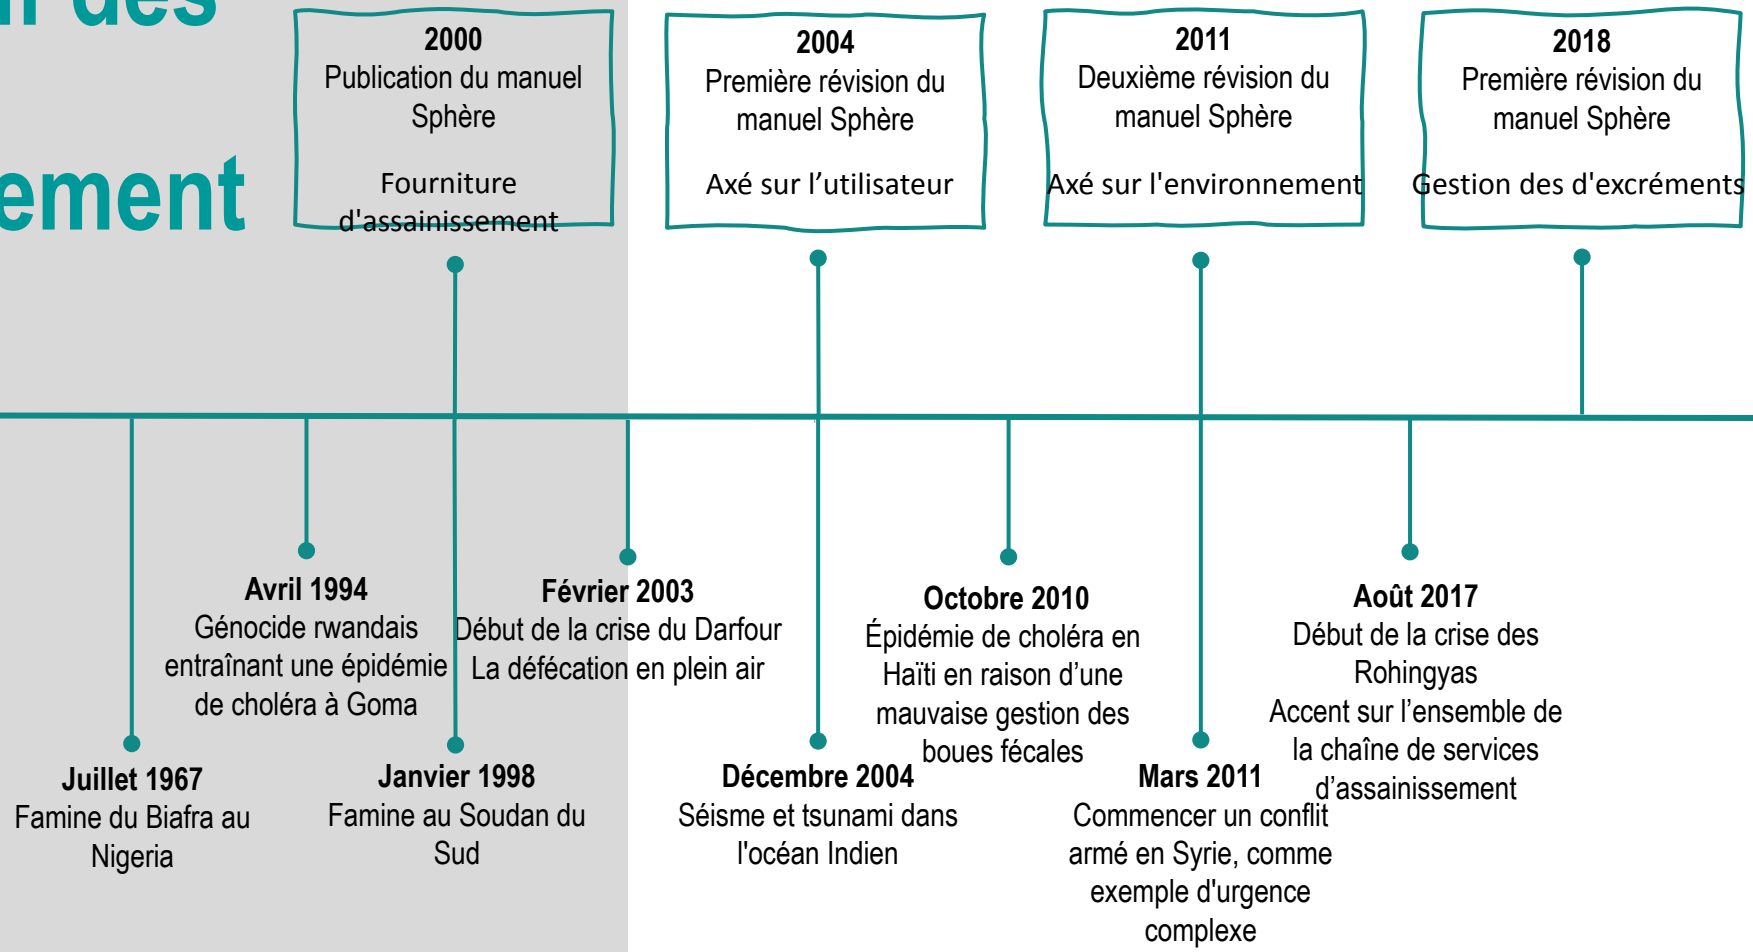 des
ement
2000
Publication du manuel
Sphère
Fourniture
d'assainissement
2004
Première révision du
manuel Sphère
Axé sur l’utilisateur
2011
Deuxième révision du
manuel Sphère
Axé sur l'environnement
2018
Première révision du
manuel Sphère
Gestion des d'excréments
Juillet 1967
Famine du Biafra au
Nigeria
Avril 1994
Génocide rwandais
entraînant une épidémie
de choléra à Goma
Janvier 1998
Famine au Soudan du
Sud
Février 2003
Début de la crise du Darfour
La défécation en plein air
Décembre 2004
Séisme et tsunami dans
l'océan Indien
Octobre 2010
Épidémie de choléra en
Haïti en raison d’une
mauvaise gestion des
boues fécales
Mars 2011
Commencer un conflit
armé en Syrie, comme
exemple d'urgence
complexe
Août 2017
Début de la crise des
Rohingyas
Accent sur l’ensemble de
la chaîne de services
d’assainissement